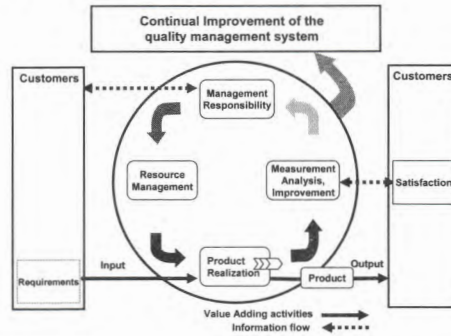 Continual Improvement of the
quality management system
Customers
Customers
Management
Responsibility
Resource
Management
Measurement
Analysis,
Improvement
Satisfaction
Requirements
Input
Product
Realization
Product
Output
Value Adding activities
Information flow